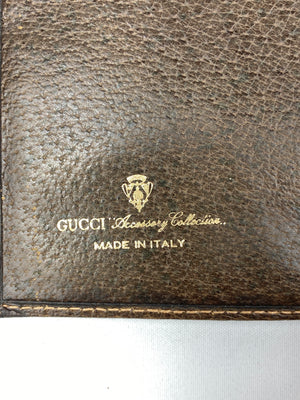 GUCCI "Accessory Collection..
MADE IN ITALY